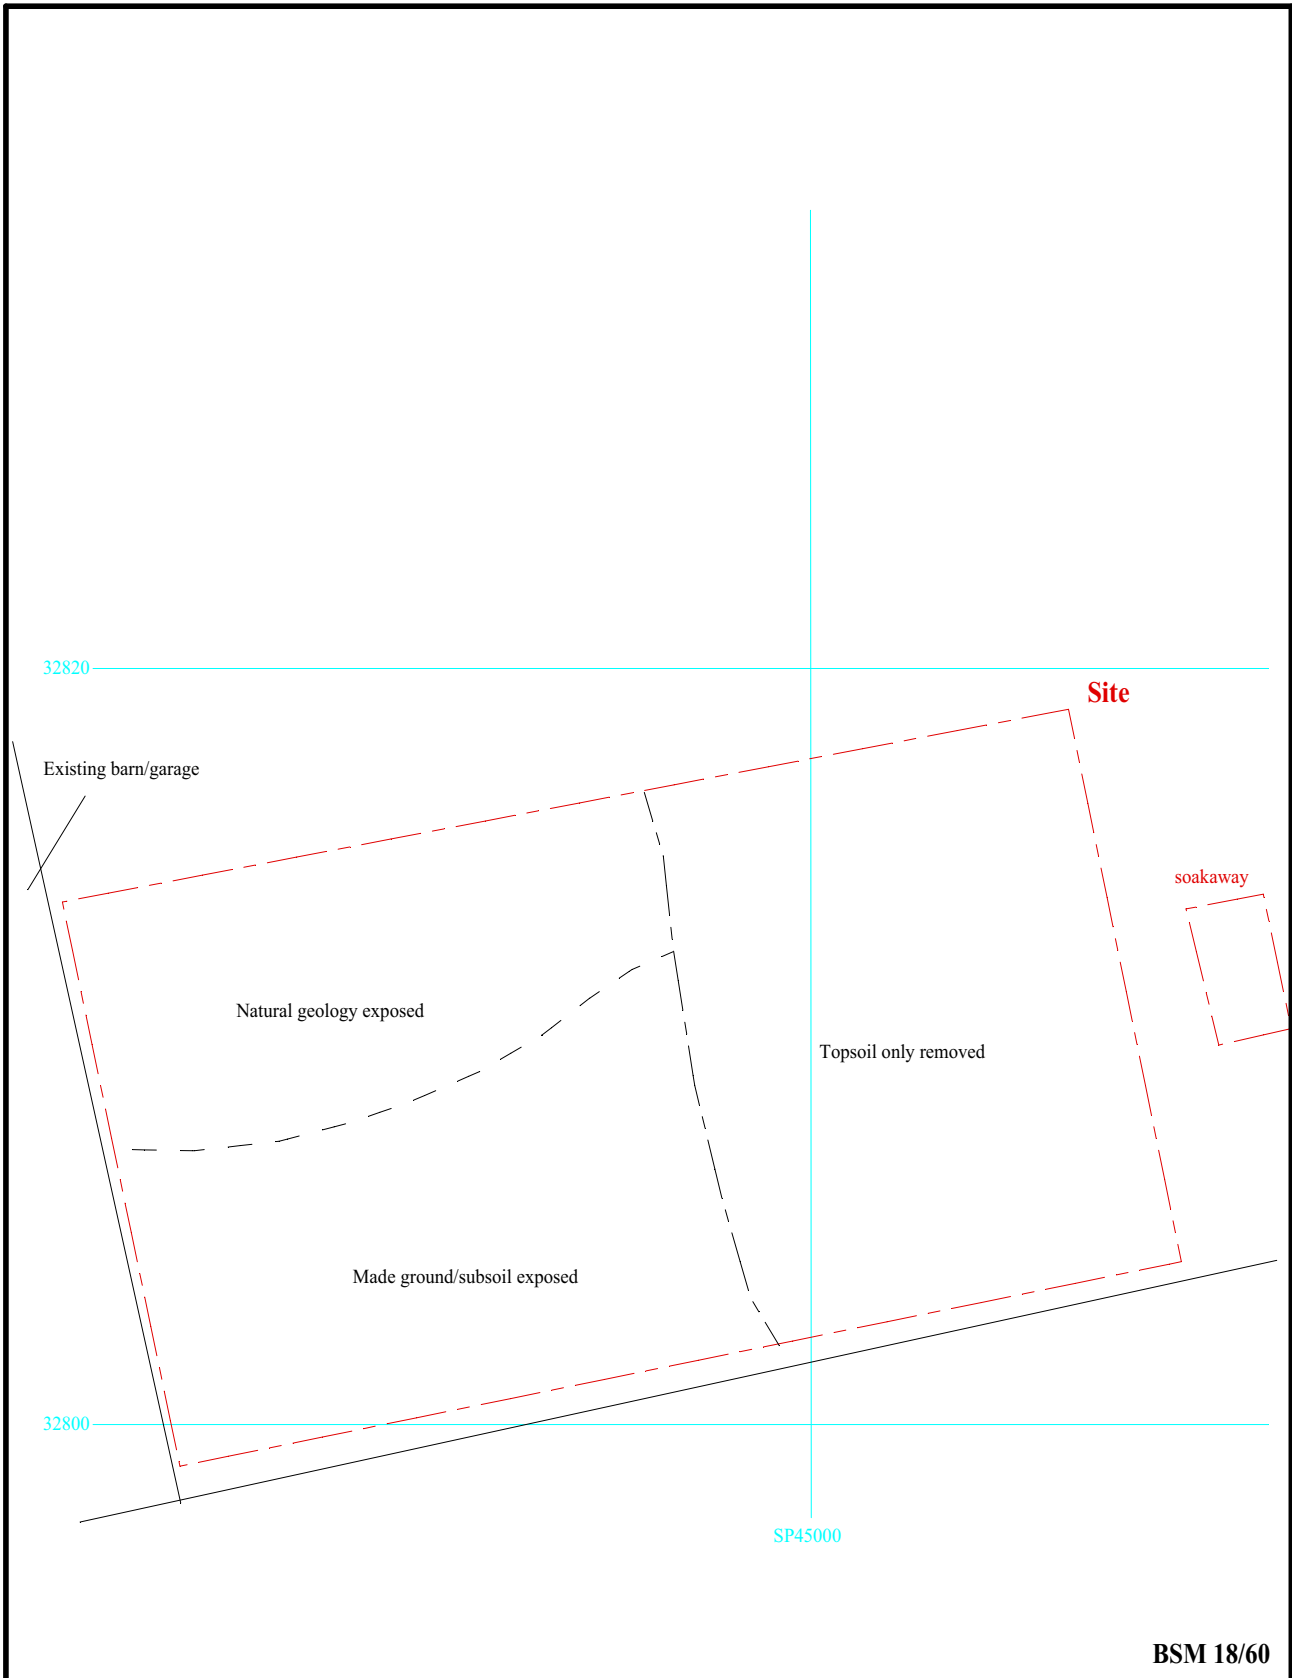 32820
Site
Existing barn/garage
soakaway
Natural geology exposed
Topsoil only removed
Made ground/subsoil exposed
32800
SP45000
BSM 18/60